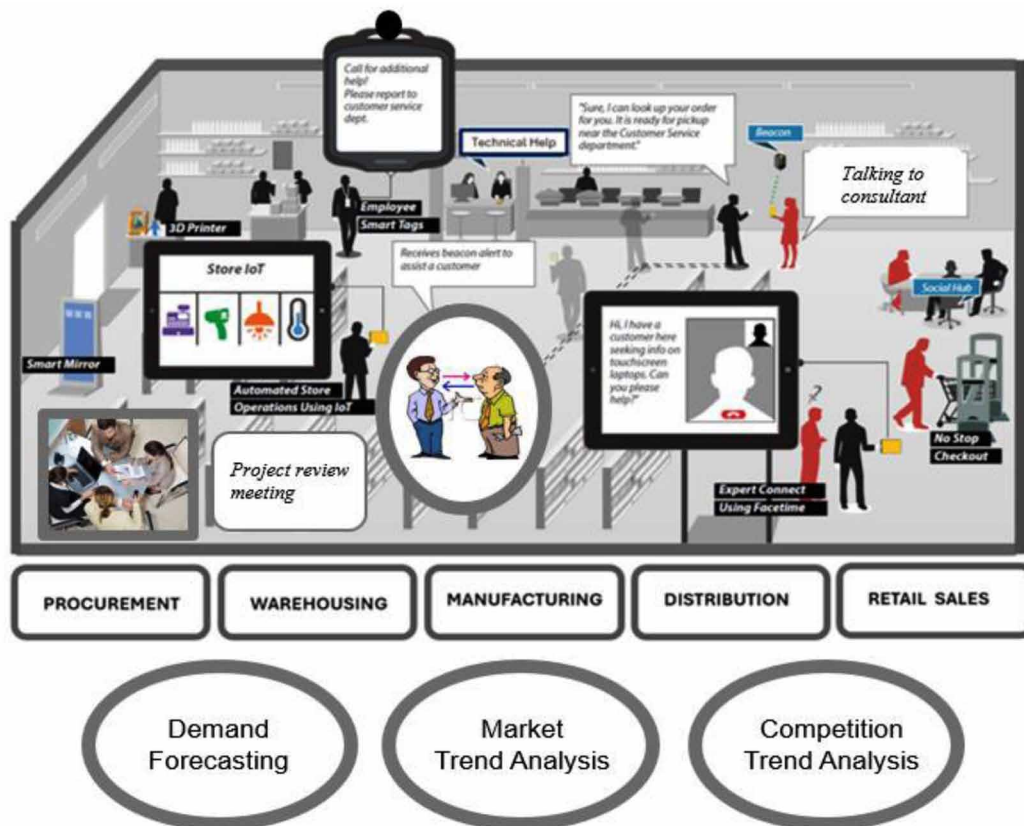 Call for additional
help!
Please report to
customer service
dept.
"Sure, I can look up your order
for you. It is ready for pickup
near the Customer Service
department."
Technical Help
Beacon
Talking to
consultant
Employee
Smart Tags
3D Printer
Receives beacon alert to
assist a customer
Store IoT
Social Hub
Hi, I have a
customer here
seeking info on
touchscreen
laptops. Can
you please
help?"
Smart Mirror
Automated Store
Operations Using IoT
?
No Stop
Checkout
Project review
meeting
Expert Connect
Using Facetime
PROCUREMENT
WAREHOUSING
MANUFACTURING
DISTRIBUTION
RETAIL SALES
Demand
Forecasting
Market
Trend Analysis
Competition
Trend Analysis